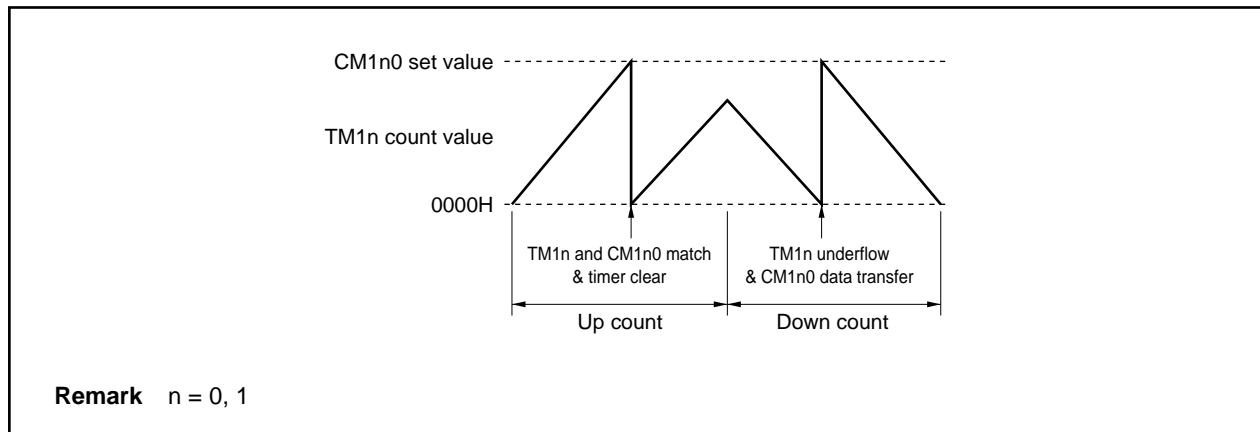 CM1n0 set value
TM1n count value
0000H
TM1n and CM1n0 match
& timer clear
TM1n underflow
& CM1n0 data transfer
Up count
Down count
Remark n = 0, 1